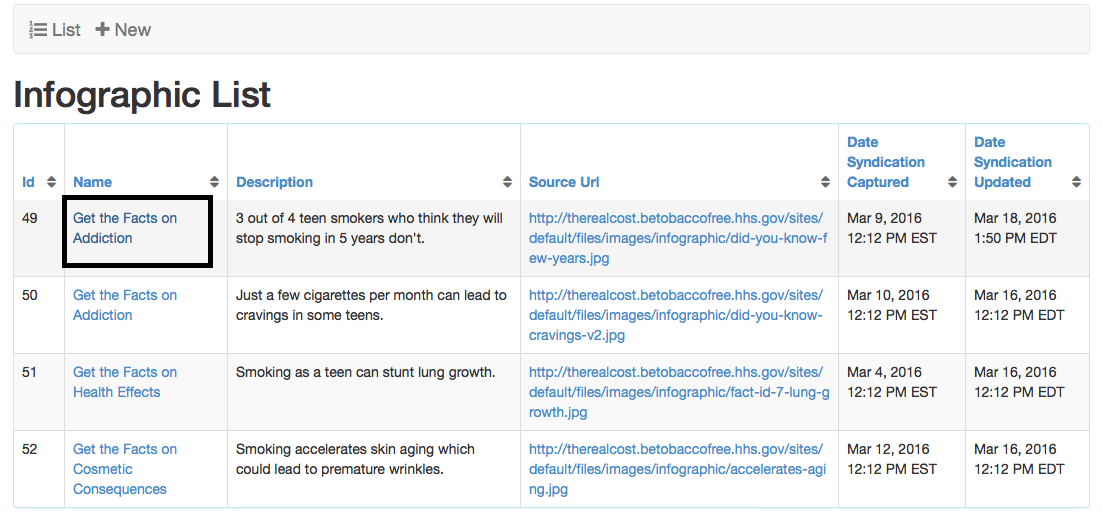 List New
Infographic List
Id Name Description Source Url Date Syndication Captured Date Syndication Updated
49
Get the Facts on
Addiction
3 out of 4 teen smokers who think they will
stop smoking in 5 years don't.
http://therealcost.betobaccofree.hhs.gov/sites/
default/files/images/infographic/did-you-know-f
ew-years.jpg
Mar 9, 2016
12:12 PM EST
Mar 18, 2016
1:50 PM EDT
50
Get the Facts on
Addiction
Just a few cigarettes per month can lead to
cravings in some teens.
http://therealcost.betobaccofree.hhs.gov/sites/
default/files/images/infographic/did-you-know-
cravings-v2.jpg
Mar 10, 2016
12:12 PM EST
Mar 16, 2016
12:12 PM EDT
51
Get the Facts on
Health Effects
Smoking as a teen can stunt lung growth.
http://therealcost.betobaccofree.hhs.gov/sites/
default/files/images/infographic/fact-id-7-lung-g
rowth.jpg
Mar 4, 2016
12:12 PM EST
Mar 16, 2016
12:12 PM EDT
52
Get the Facts on
Cosmetic
Consequences
Smoking accelerates skin aging which
could lead to premature wrinkles.
http://therealcost.betobaccofree.hhs.gov/sites/
default/files/images/infographic/accelerates-agi
ng.jpg
Mar 12, 2016
12:12 PM EST
Mar 16, 2016
12:12 PM EDT